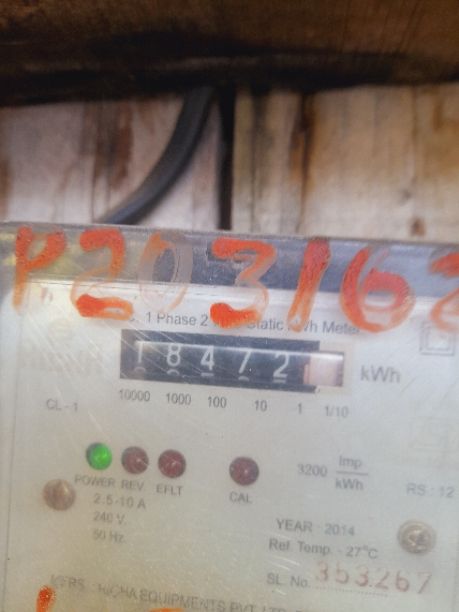 P203162
1 Phase 2 Static kWh Meter
18472 kWh
10000 1000 100 10 1 1/10
CL - 1
3200 Imp/kWh
POWER REV. EFLT CAL
RS : 12
2.5-10 A
240 V.
50 Hz.
YEAR : 2014
Ref. Temp. - 27°C
SL. No. 353267
MFRS. EQUIPMENTS PVT. LTD.